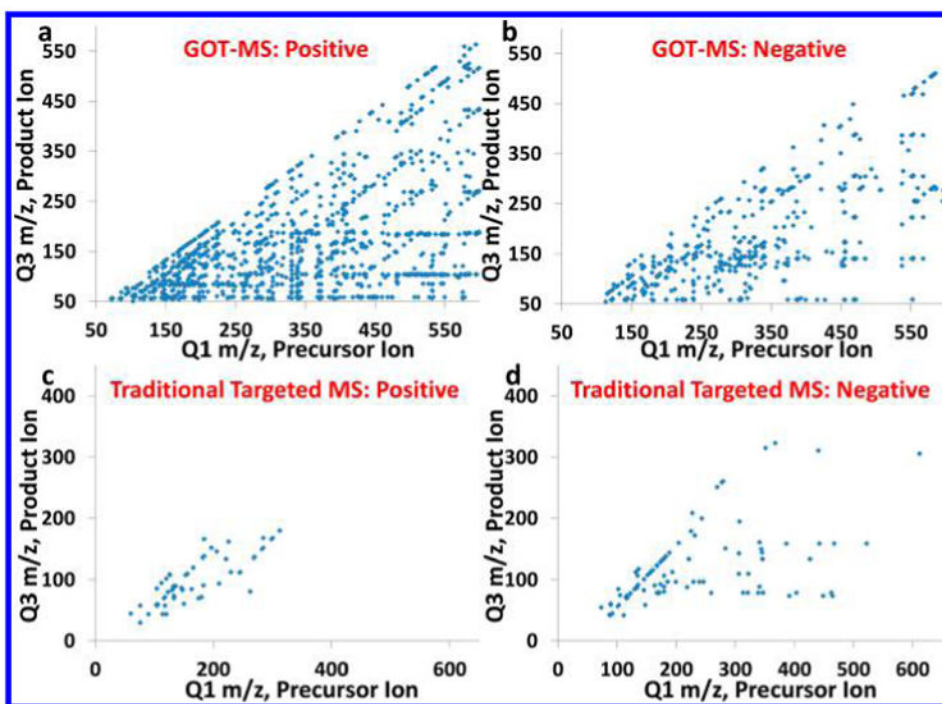 a
GOT-MS: Positive
Q3 m/z, Product Ion
550
450
350
250
150
50
50 150 250 350 450 550
Q1 m/z, Precursor Ion
b
GOT-MS: Negative
Q3 m/z, Product Ion
550
450
350
250
150
50
50 150 250 350 450 550
Q1 m/z, Precursor Ion
c
Traditional Targeted MS: Positive
Q3 m/z, Product Ion
400
300
200
100
0
0 200 400 600
Q1 m/z, Precursor Ion
d
Traditional Targeted MS: Negative
Q3 m/z, Product Ion
400
300
200
100
0
0 100 200 300 400 500 600
Q1 m/z, Precursor Ion